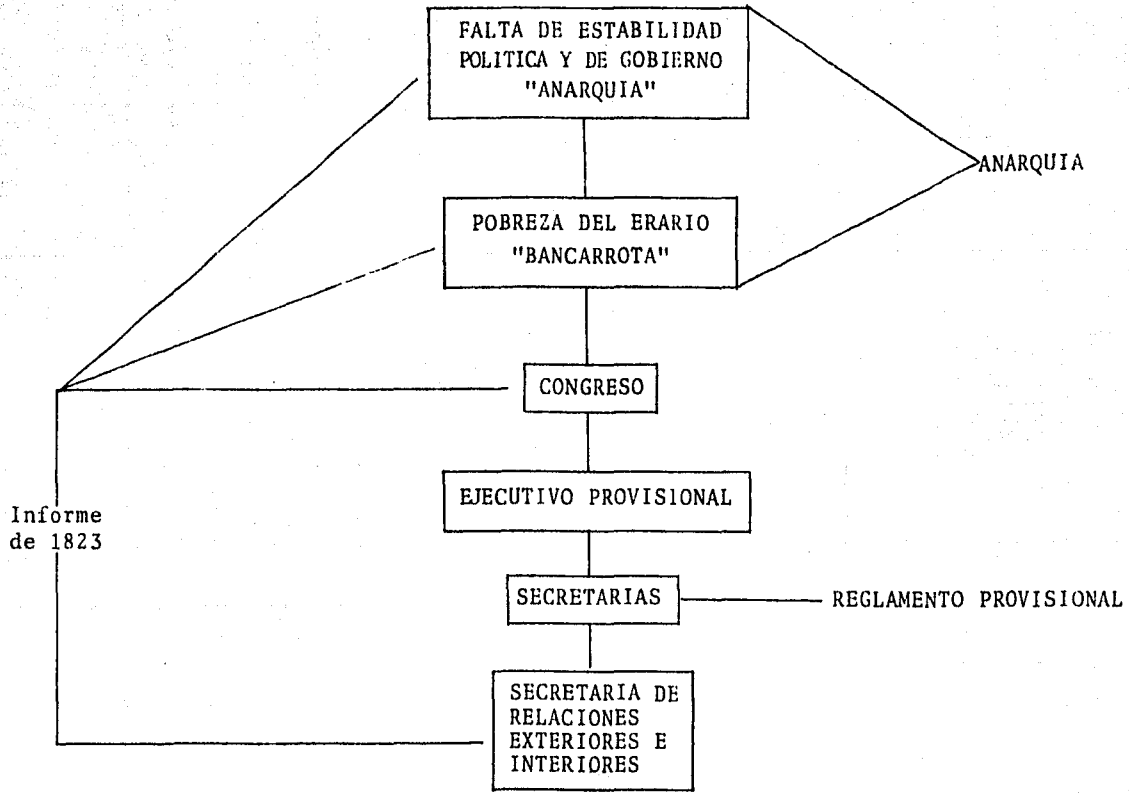 FALTA DE ESTABILIDAD
POLITICA Y DE GOBIERNO
"ANARQUIA"
ANARQUIA
POBREZA DEL ERARIO
"BANCARROTA"
CONGRESO
EJECUTIVO PROVISIONAL
Informe
de 1823
SECRETARIAS
REGLAMENTO PROVISIONAL
SECRETARIA DE
RELACIONES
EXTERIORES E
INTERIORES